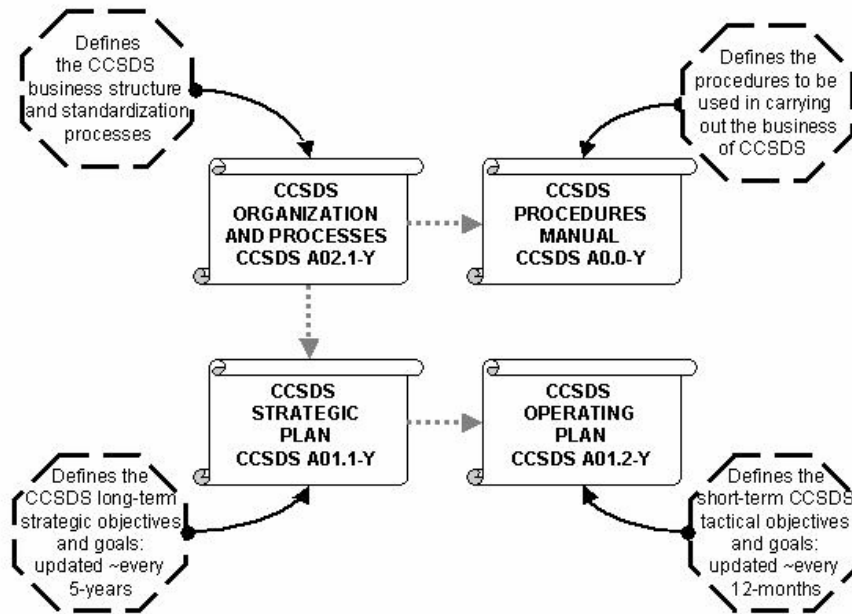 Defines
the CCSDS
business structure
and standardization
processes
Defines the
procedures to be
used in carrying
out the business
of CCSDS
CCSDS
ORGANIZATION
AND PROCESSES
CCSDS A02.1-Y
CCSDS
PROCEDURES
MANUAL
CCSDS A0.0-Y
CCSDS
STRATEGIC
PLAN
CCSDS A01.1-Y
CCSDS
OPERATING
PLAN
CCSDS A01.2-Y
Defines the
CCSDS long-term
strategic objectives
and goals:
updated ~every
5-years
Defines the
short-term CCSDS
tactical objectives
and goals:
updated ~every
12-months